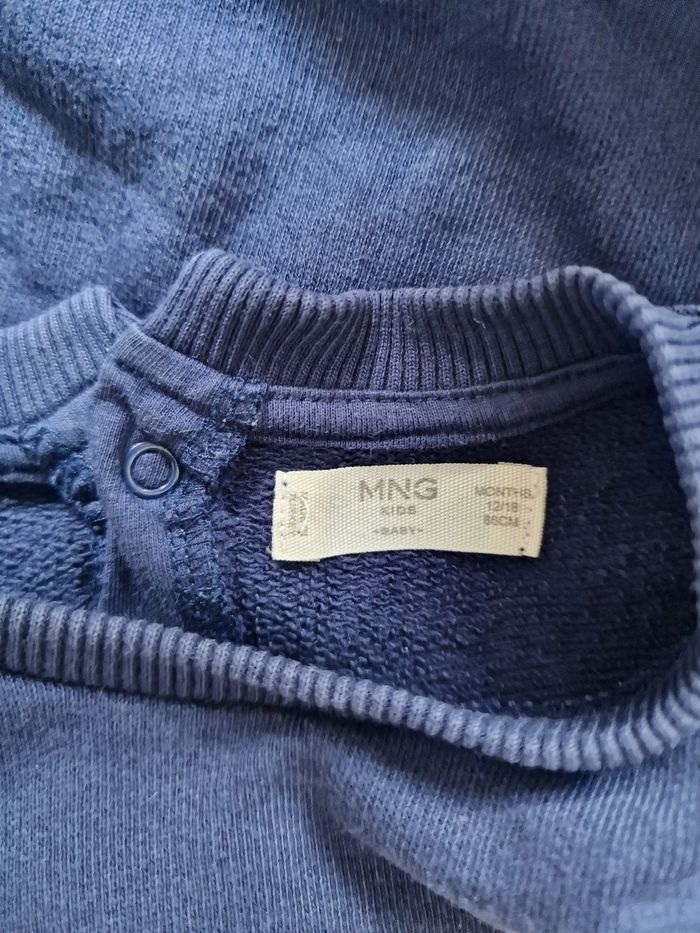 MNG
KIDS
-BABY-
MONTHS.
12/18
86CM